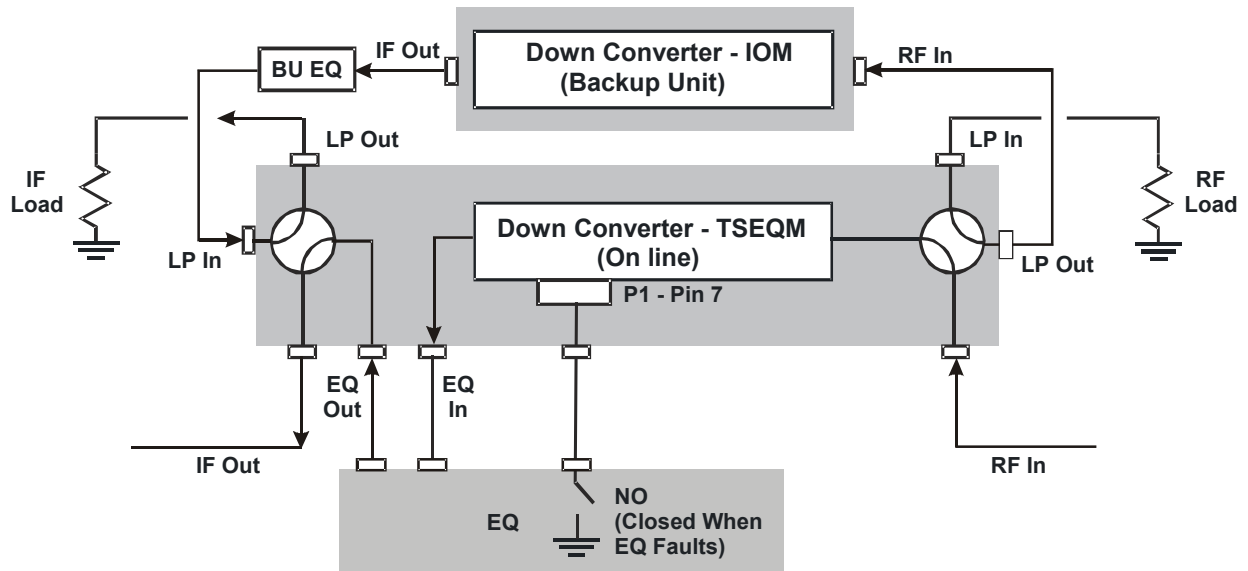 Down Converter - IOM
(Backup Unit)
IF Out
RF In
BU EQ
LP Out
LP In
IF
Load
RF
Load
Down Converter - TSEQM
(On line)
LP In
LP Out
P1 - Pin 7
EQ
Out
EQ
In
IF Out
RF In
EQ
NO
(Closed When
EQ Faults)